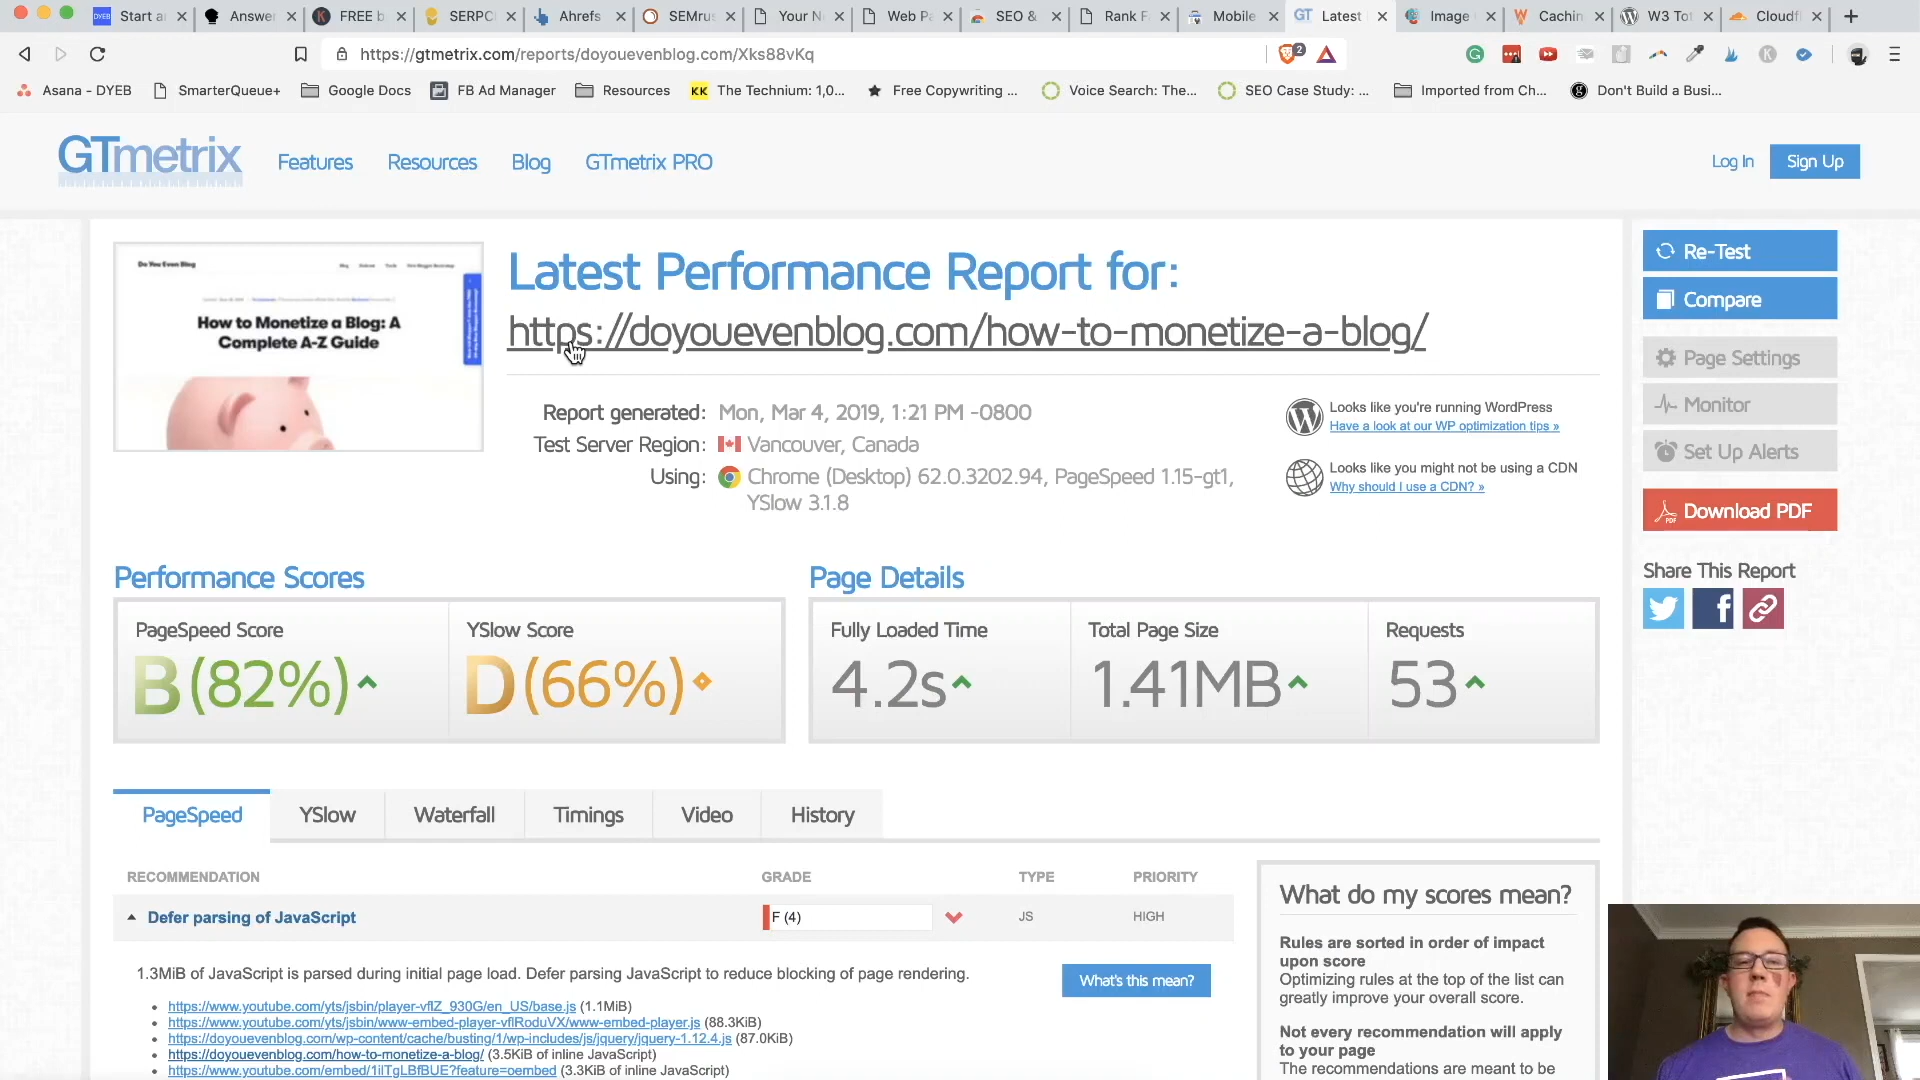 Start a
Answer
FREE b
SERPC
Ahrefs
SEMru
Your N
Web Pa
SEO &
Rank F
Mobile
GT Latest
Image
Cachin
W3 Tot
Cloudf
https://gtmetrix.com/reports/doyouevenblog.com/Xks88vKq
2
Asana - DYEB
SmarterQueue+
Google Docs
FB Ad Manager
Resources
KK The Technium: 1,0...
Free Copywriting ...
Voice Search: The...
SEO Case Study: ...
Imported from Ch...
Don't Build a Busi...
GTmetrix
Features
Resources
Blog
GTmetrix PRO
Log In
Sign Up
Do You Even Blog
How to Monetize a Blog: A
Complete A-Z Guide
Latest Performance Report for:
https://doyouevenblog.com/how-to-monetize-a-blog/
Report generated: Mon, Mar 4, 2019, 1:21 PM -0800
Test Server Region: Vancouver, Canada
Using: Chrome (Desktop) 62.0.3202.94, PageSpeed 1.15-gt1,
YSlow 3.1.8
Looks like you're running WordPress
Have a look at our WP optimization tips »
Looks like you might not be using a CDN
Why should I use a CDN? »
Re-Test
Compare
Page Settings
Monitor
Set Up Alerts
Download PDF
Share This Report
Performance Scores
PageSpeed Score
B (82%)
YSlow Score
D (66%)
Page Details
Fully Loaded Time
4.2s
Total Page Size
1.41MB
Requests
53
PageSpeed
YSlow
Waterfall
Timings
Video
History
RECOMMENDATION GRADE TYPE PRIORITY
Defer parsing of JavaScript F (4) JS HIGH
1.3MiB of JavaScript is parsed during initial page load. Defer parsing JavaScript to reduce blocking of page rendering.
What's this mean?
https://www.youtube.com/yts/jsbin/player-vflZ_930G/en_US/base.js (1.1MiB)
https://www.youtube.com/yts/jsbin/www-embed-player-vflRoduVX/www-embed-player.js (88.3KiB)
https://doyouevenblog.com/wp-content/cache/busting/1/wp-includes/js/jquery/jquery-1.12.4.js (87.0KiB)
https://doyouevenblog.com/how-to-monetize-a-blog/ (3.5KiB of inline JavaScript)
https://www.youtube.com/embed/1ilTgLBfBUE?feature=oembed (3.3KiB of inline JavaScript)
What do my scores mean?
Rules are sorted in order of impact
upon score
Optimizing rules at the top of the list can
greatly improve your overall score.
Not every recommendation will apply
to your page
The recommendations are meant to be